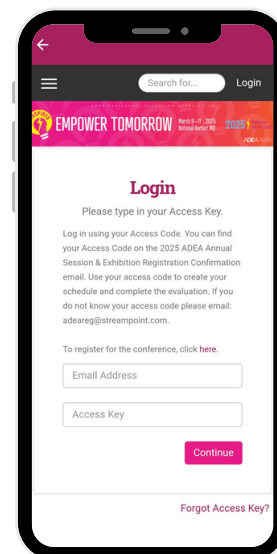 Search for...
Login
EMPOWER TOMORROW
March 8–11, 2025
National Harbor, MD
2025
ADEA
Login
Please type in your Access Key.
Log in using your Access Code. You can find
your Access Code on the 2025 ADEA Annual
Session & Exhibition Registration Confirmation
email. Use your access code to create your
schedule and complete the evaluation. If you
do not know your access code please email:
adeareg@streampoint.com.
To register for the conference, click here.
Email Address
Access Key
Continue
Forgot Access Key?